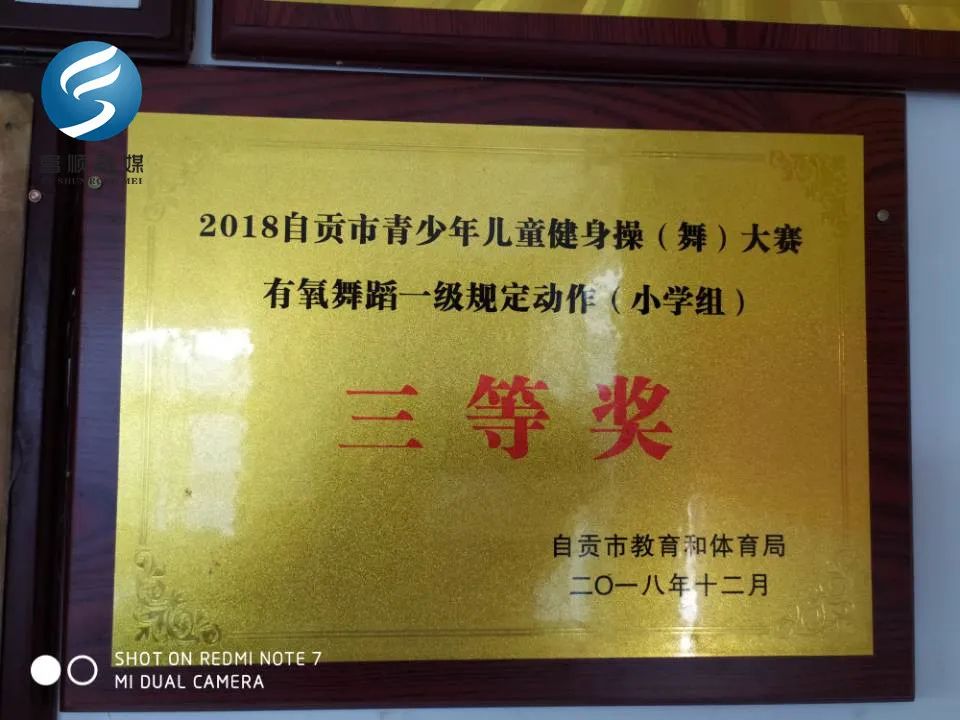 2018自贡市青少年儿童健身操（舞）大赛
有氧舞蹈一级规定动作（小学组）
三等奖
自贡市教育和体育局
二〇一八年十二月
SHOT ON REDMI NOTE 7
MI DUAL CAMERA